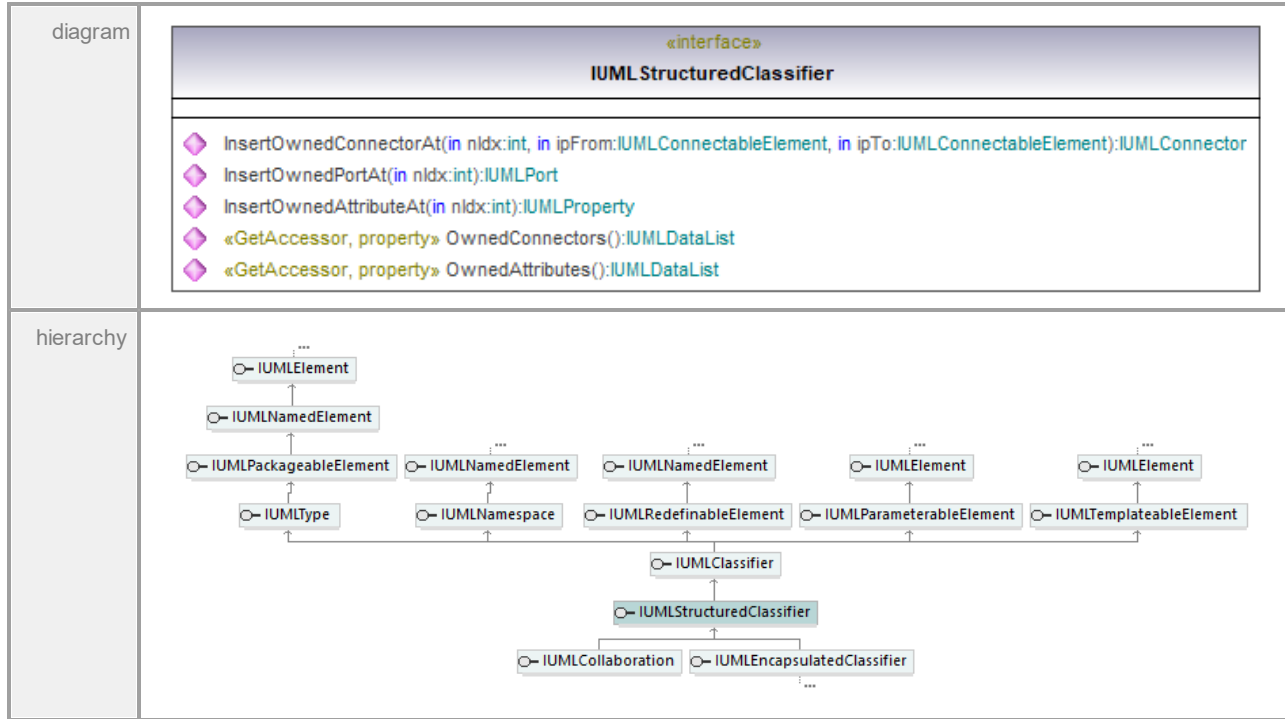 diagram
«interface»
IUMLStructuredClassifier
InsertOwnedConnectorAt(in nIdx:int, in ipFrom:IUMLConnectableElement, in ipTo:IUMLConnectableElement):IUMLConnector
InsertOwnedPortAt(in nIdx:int):IUMLPort
InsertOwnedAttributeAt(in nIdx:int):IUMLProperty
«GetAccessor, property» OwnedConnectors():IUMLDataList
«GetAccessor, property» OwnedAttributes():IUMLDataList
hierarchy
...
IUMLElement
IUMLNamedElement
... ... ... ...
IUMLPackageableElement IUMLNamedElement IUMLNamedElement IUMLElement IUMLElement
IUMLType IUMLNamespace IUMLRedefinableElement IUMLParameterableElement IUMLTemplateableElement
IUMLClassifier
IUMLStructuredClassifier
IUMLCollaboration IUMLEncapsulatedClassifier
...